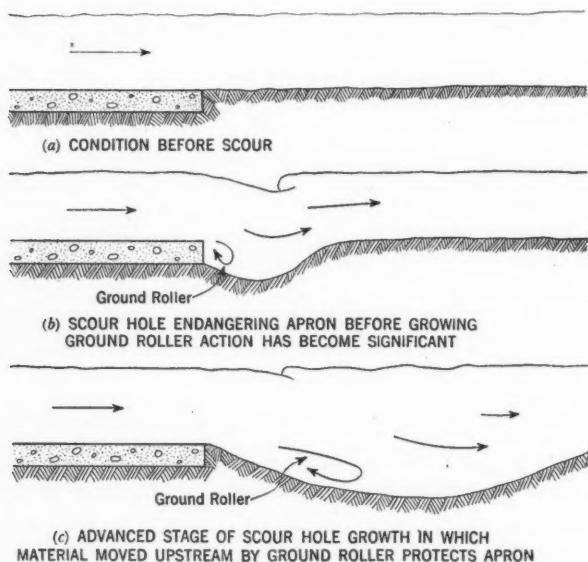 (a) CONDITION BEFORE SCOUR
Ground Roller
(b) SCOUR HOLE ENDANGERING APRON BEFORE GROWING
GROUND ROLLER ACTION HAS BECOME SIGNIFICANT
Ground Roller
(c) ADVANCED STAGE OF SCOUR HOLE GROWTH IN WHICH
MATERIAL MOVED UPSTREAM BY GROUND ROLLER PROTECTS APRON